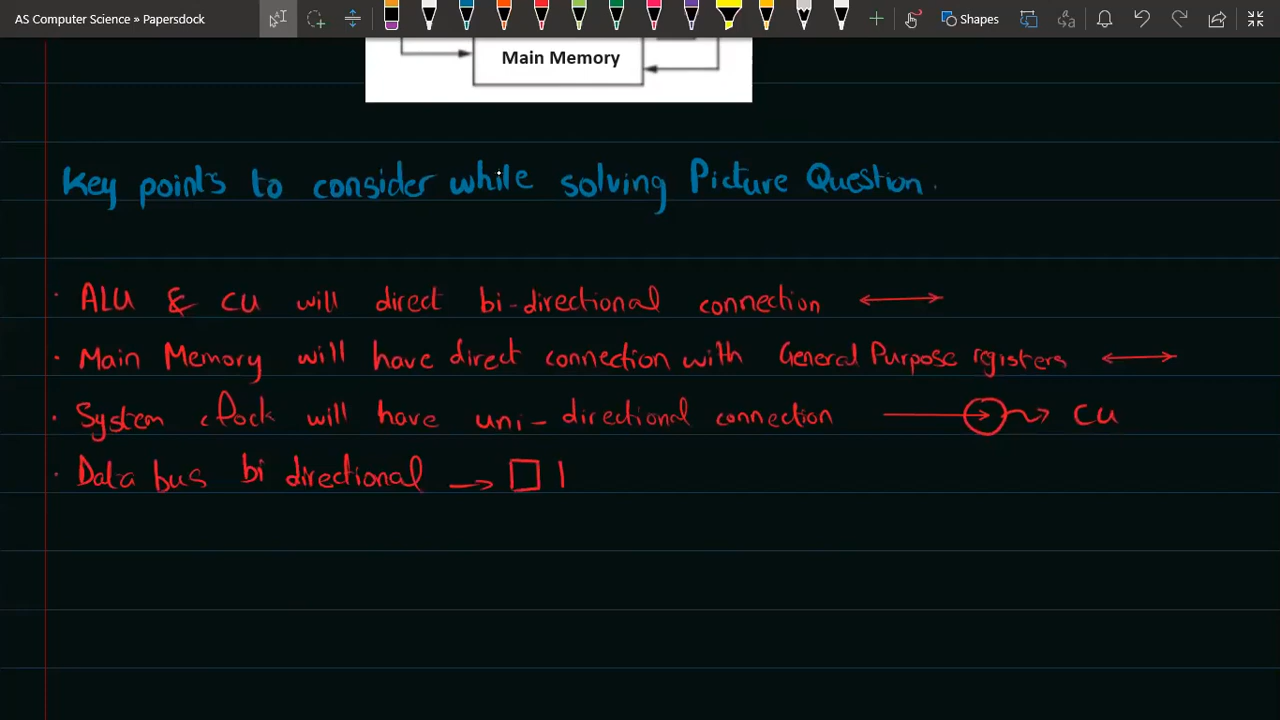 AS Computer Science » Papersdock
Shapes
Main Memory
Key points to consider while solving Picture Question.
· ALU & CU will direct bi-directional connection ⟷
· Main Memory will have direct connection with General Purpose registers ⟷
· System clock will have uni-directional connection → CU
· Data bus bi directional → □ |